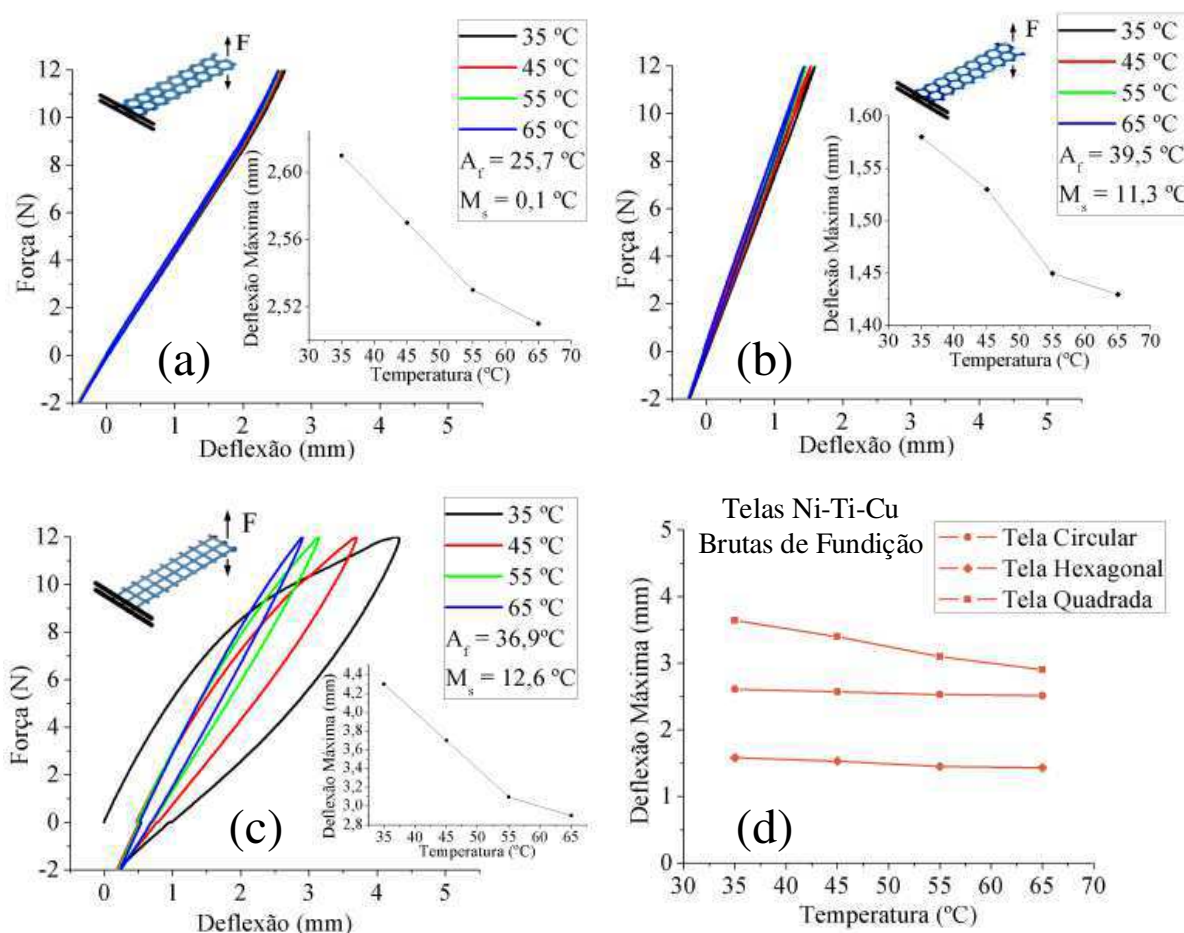 F
35 ºC
45 ºC
55 ºC
65 ºC
A_f = 25,7 ºC
M_s = 0,1 ºC
Força (N)
12
10
8
6
4
2
0
-2
0 1 2 3 4 5
Deflexão (mm)
Deflexão Máxima (mm)
2,60
2,56
2,52
30 35 40 45 50 55 60 65 70
Temperatura (ºC)
(a)
F
35 ºC
45 ºC
55 ºC
65 ºC
A_f = 39,5 ºC
M_s = 11,3 ºC
Força (N)
12
10
8
6
4
2
0
-2
0 1 2 3 4 5
Deflexão (mm)
Deflexão Máxima (mm)
1,60
1,55
1,50
1,45
1,40
30 35 40 45 50 55 60 65 70
Temperatura (ºC)
(b)
F
35 ºC
45 ºC
55 ºC
65 ºC
A_f = 36,9ºC
M_s = 12,6 ºC
Força (N)
12
10
8
6
4
2
0
-2
0 1 2 3 4 5
Deflexão (mm)
Deflexão Máxima (mm)
4,4
4,2
4,0
3,8
3,6
3,4
3,2
3,0
2,8
35 40 45 50 55 60 65
Temperatura (ºC)
(c)
Telas Ni-Ti-Cu
Brutas de Fundição
Tela Circular
Tela Hexagonal
Tela Quadrada
Deflexão Máxima (mm)
5
4
3
2
1
0
30 35 40 45 50 55 60 65 70
Temperatura (ºC)
(d)